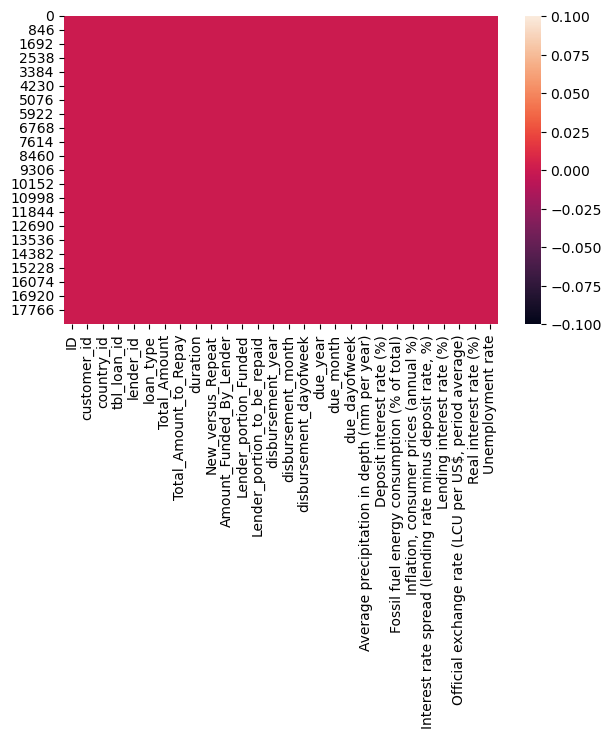 0
846
1692
2538
3384
4230
5076
5922
6768
7614
8460
9306
10152
10998
11844
12690
13536
14382
15228
16074
16920
17766
0.100
0.075
0.050
0.025
0.000
−0.025
−0.050
−0.075
−0.100
ID
customer_id
country_id
tbl_loan_id
lender_id
loan_type
Total_Amount
Total_Amount_to_Repay
duration
New_versus_Repeat
Amount_Funded_By_Lender
Lender_portion_Funded
Lender_portion_to_be_repaid
disbursement_year
disbursement_month
disbursement_dayofweek
due_year
due_month
due_dayofweek
Average precipitation in depth (mm per year)
Deposit interest rate (%)
Fossil fuel energy consumption (% of total)
Inflation, consumer prices (annual %)
Interest rate spread (lending rate minus deposit rate, %)
Lending interest rate (%)
Official exchange rate (LCU per US$, period average)
Real interest rate (%)
Unemployment rate